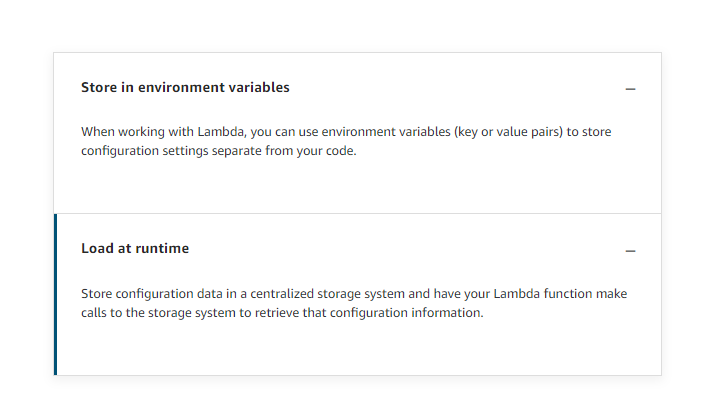 Store in environment variables
When working with Lambda, you can use environment variables (key or value pairs) to store
configuration settings separate from your code.
Load at runtime
Store configuration data in a centralized storage system and have your Lambda function make
calls to the storage system to retrieve that configuration information.